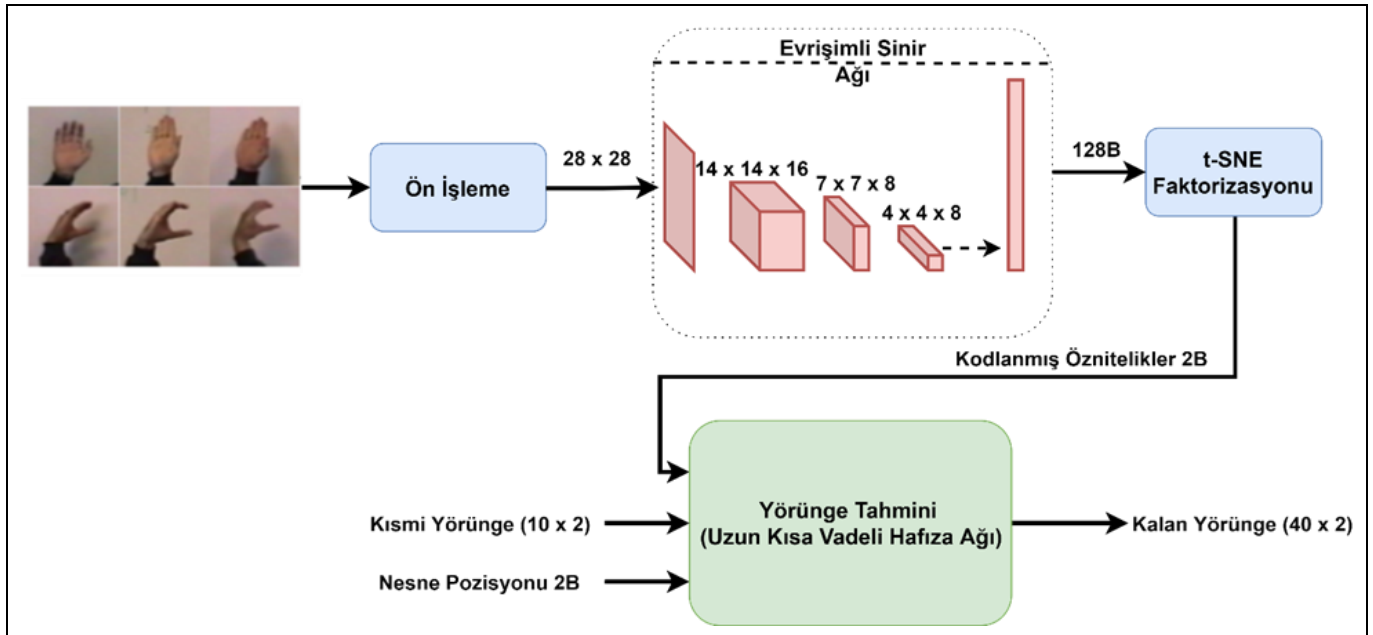 Evrişimli Sinir
Ağı
Ön İşleme
28 x 28
14 x 14 x 16
7 x 7 x 8
4 x 4 x 8
128B
t-SNE
Faktorizasyonu
Kodlanmış Öznitelikler 2B
Kısmi Yörünge (10 x 2)
Nesne Pozisyonu 2B
Yörünge Tahmini
(Uzun Kısa Vadeli Hafıza Ağı)
Kalan Yörünge (40 x 2)